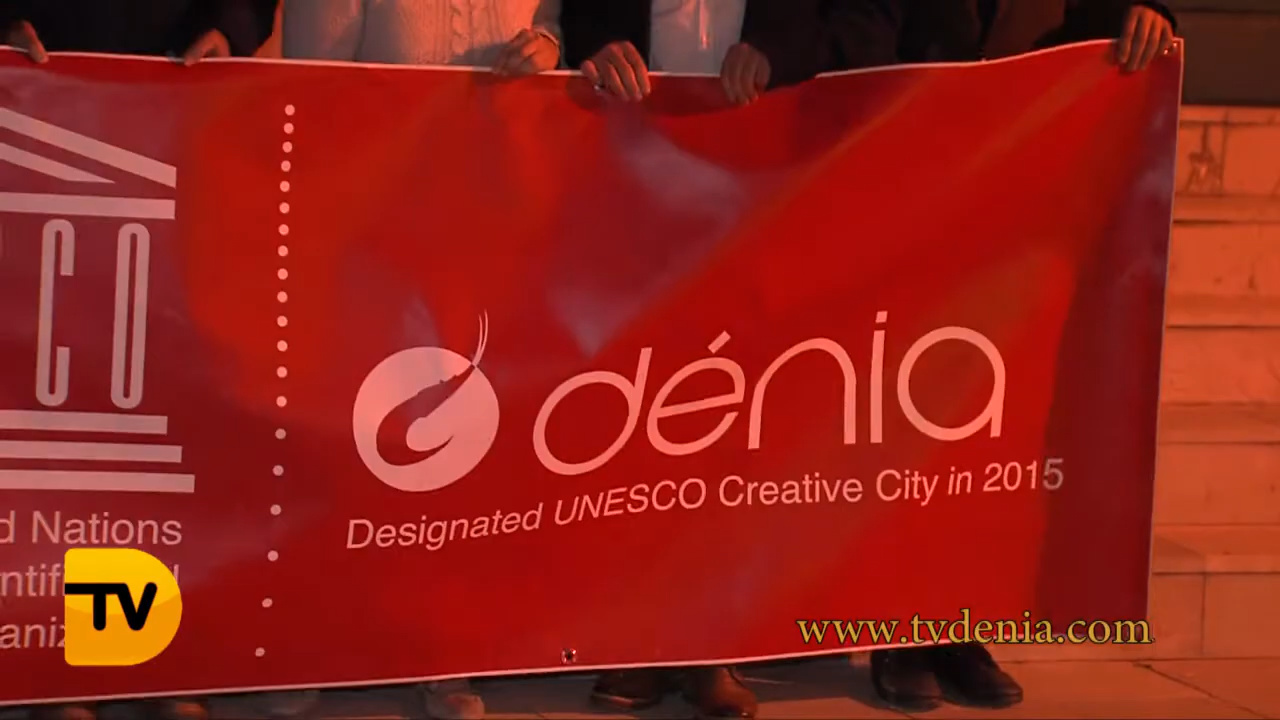 CO
d Nations
dénia
Designated UNESCO Creative City in 2015
TV
www.tvdenia.com